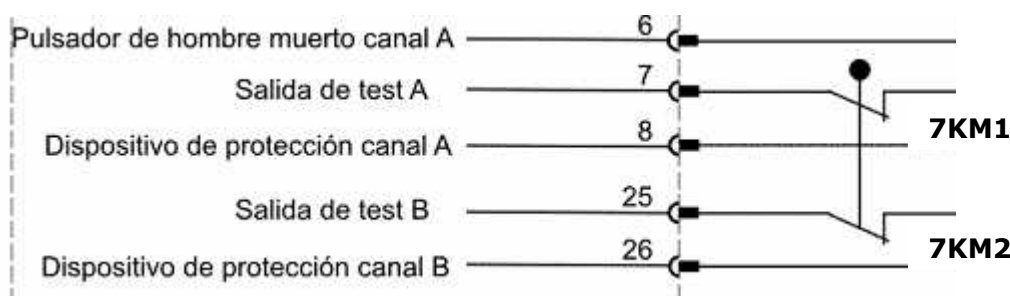 Pulsador de hombre muerto canal A 6
Salida de test A 7
7KM1
Dispositivo de protección canal A 8
Salida de test B 25
7KM2
Dispositivo de protección canal B 26